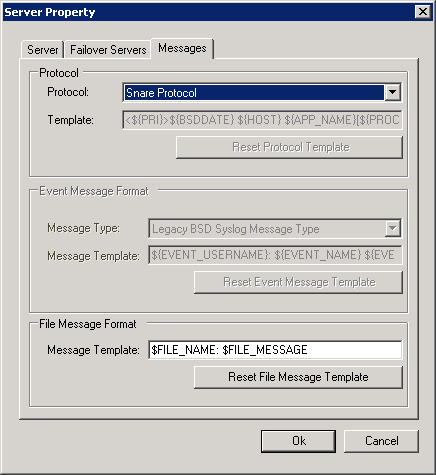 Server Property
Server Failover Servers Messages
Protocol
Protocol: Snare Protocol
Template: <${PRI}>${BSDDATE} ${HOST} ${APP_NAME}[${PROC
Reset Protocol Template
Event Message Format
Message Type: Legacy BSD Syslog Message Type
Message Template: ${EVENT_USERNAME}: ${EVENT_NAME} ${EVE
Reset Event Message Template
File Message Format
Message Template: $FILE_NAME: $FILE_MESSAGE
Reset File Message Template
Ok Cancel